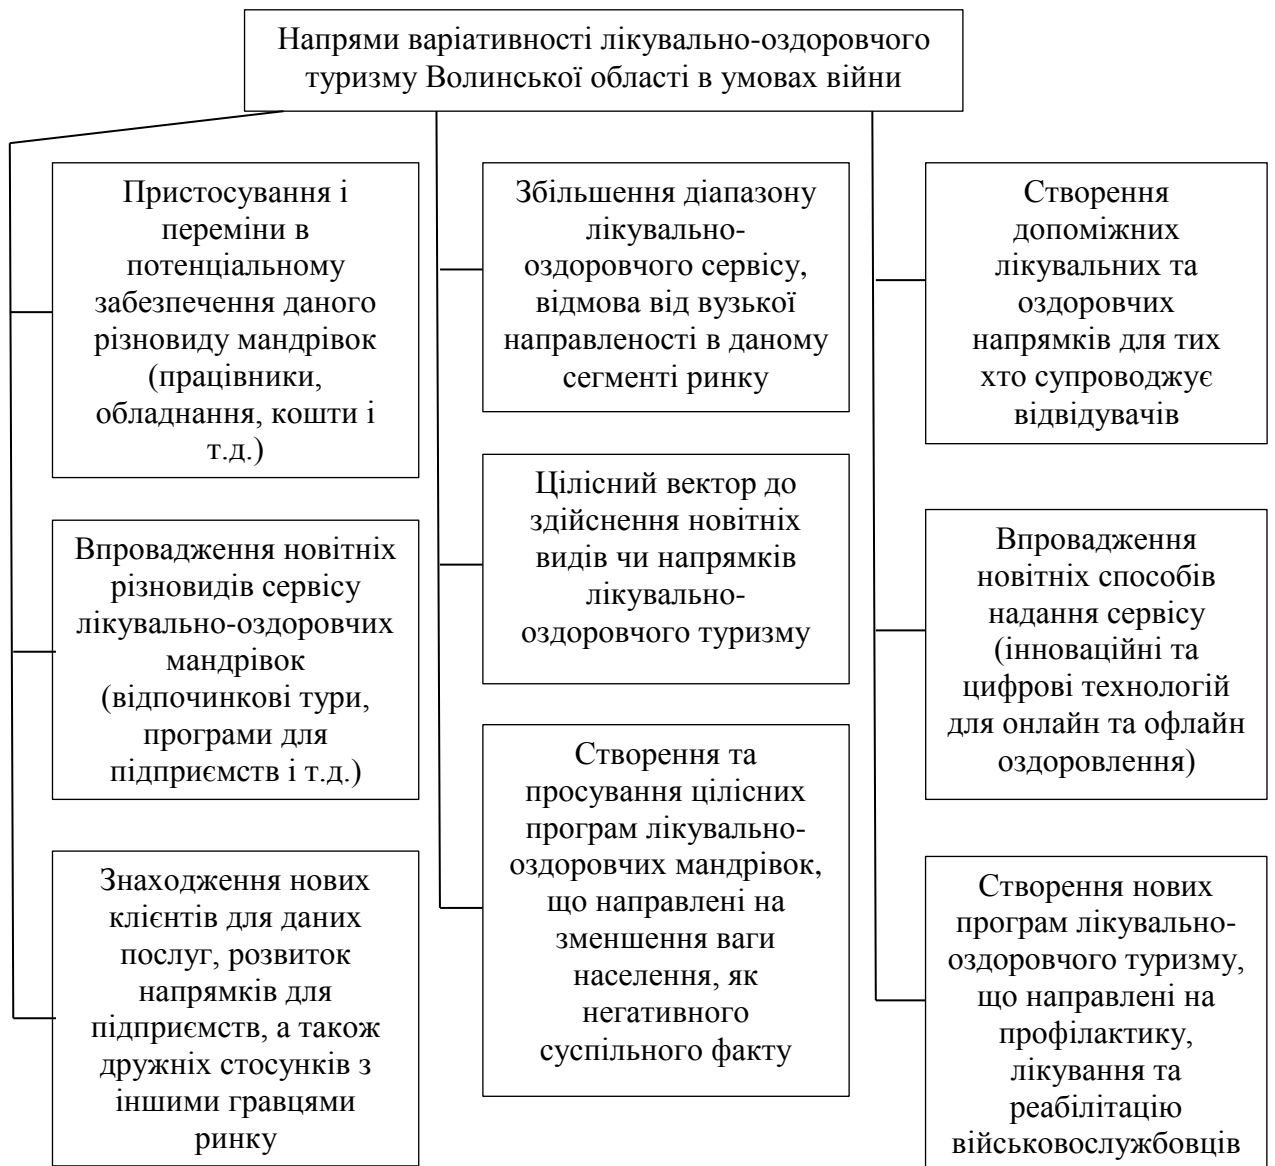 Напрями варіативності лікувально-оздоровчого
туризму Волинської області в умовах війни
Пристосування і
переміни в
потенціальному
забезпечення даного
різновиду мандрівок
(працівники,
обладнання, кошти і
т.д.)
Впровадження новітніх
різновидів сервісу
лікувально-оздоровчих
мандрівок
(відпочинкові тури,
програми для
підприємств і т.д.)
Знаходження нових
клієнтів для даних
послуг, розвиток
напрямків для
підприємств, а також
дружніх стосунків з
іншими гравцями
ринку
Збільшення діапазону
лікувально-
оздоровчого сервісу,
відмова від вузької
направленості в даному
сегменті ринку
Цілісний вектор до
здійснення новітніх
видів чи напрямків
лікувально-
оздоровчого туризму
Створення та
просування цілісних
програм лікувально-
оздоровчих мандрівок,
що направлені на
зменшення ваги
населення, як
негативного
суспільного факту
Створення
допоміжних
лікувальних та
оздоровчих
напрямків для тих
хто супроводжує
відвідувачів
Впровадження
новітніх способів
надання сервісу
(інноваційні та
цифрові технологій
для онлайн та офлайн
оздоровлення)
Створення нових
програм лікувально-
оздоровчого туризму,
що направлені на
профілактику,
лікування та
реабілітацію
військовослужбовців